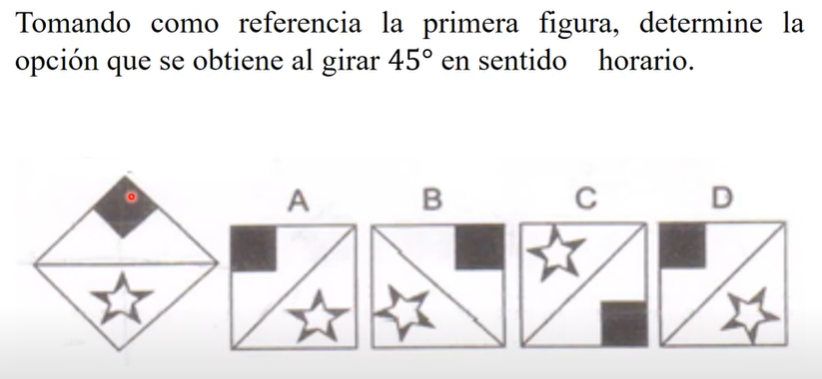 Tomando como referencia la primera figura, determine la
opción que se obtiene al girar 45° en sentido horario.
A B C D